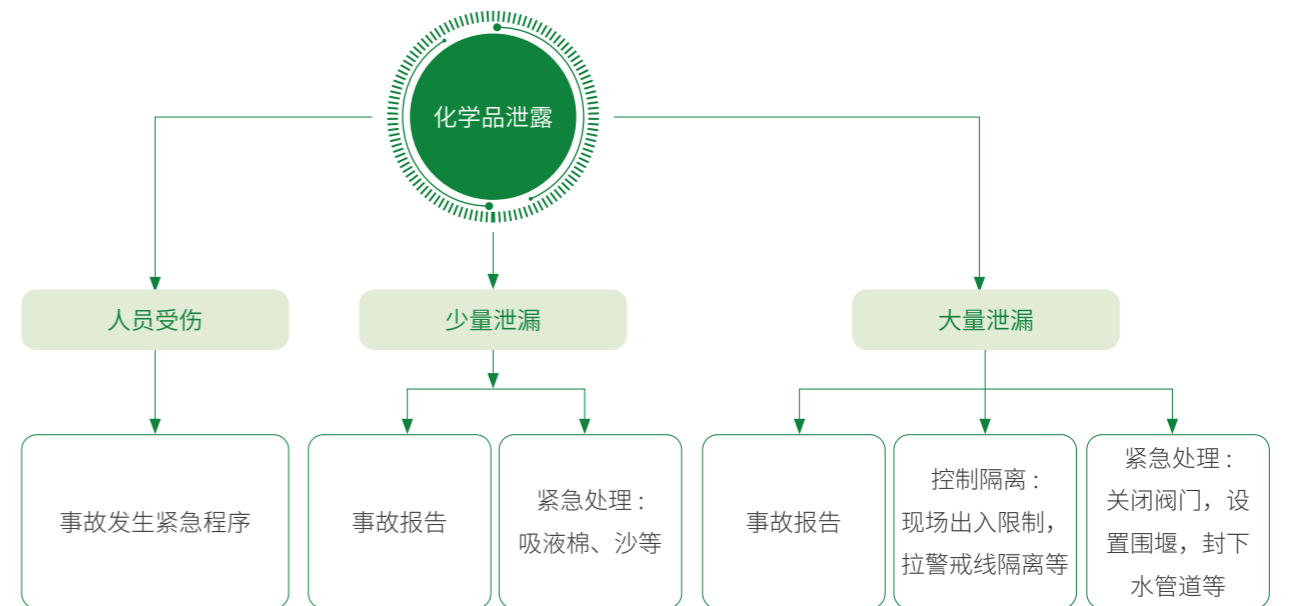 化学品泄露
人员受伤
少量泄漏
大量泄漏
事故发生紧急程序
事故报告
紧急处理：
吸液棉、沙等
事故报告
控制隔离：
现场出入限制，
拉警戒线隔离等
紧急处理：
关闭阀门，设
置围堰，封下
水管道等